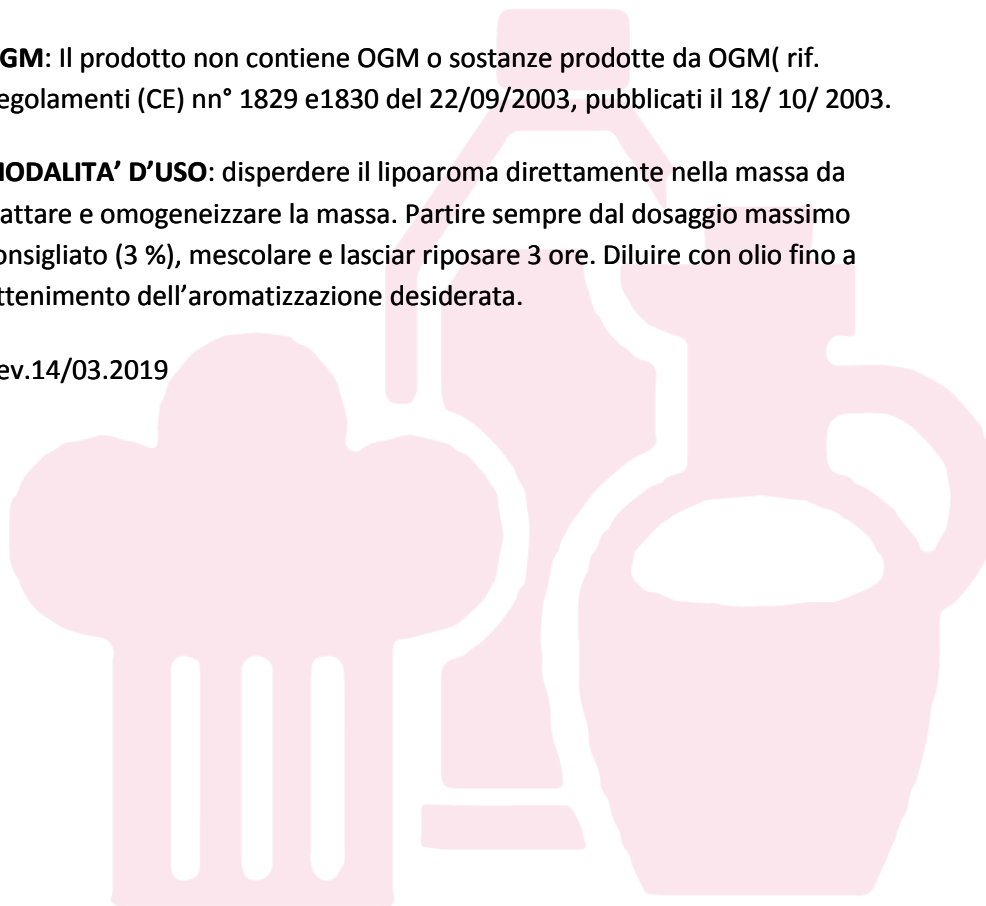 GM: Il prodotto non contiene OGM o sostanze prodotte da OGM( rif.
egolamenti (CE) nn° 1829 e1830 del 22/09/2003, pubblicati il 18/ 10/ 2003.
MODALITA’ D’USO: disperdere il lipoaroma direttamente nella massa da
attare e omogeneizzare la massa. Partire sempre dal dosaggio massimo
onsigliato (3 %), mescolare e lasciar riposare 3 ore. Diluire con olio fino a
ttenimento dell’aromatizzazione desiderata.
ev.14/03.2019